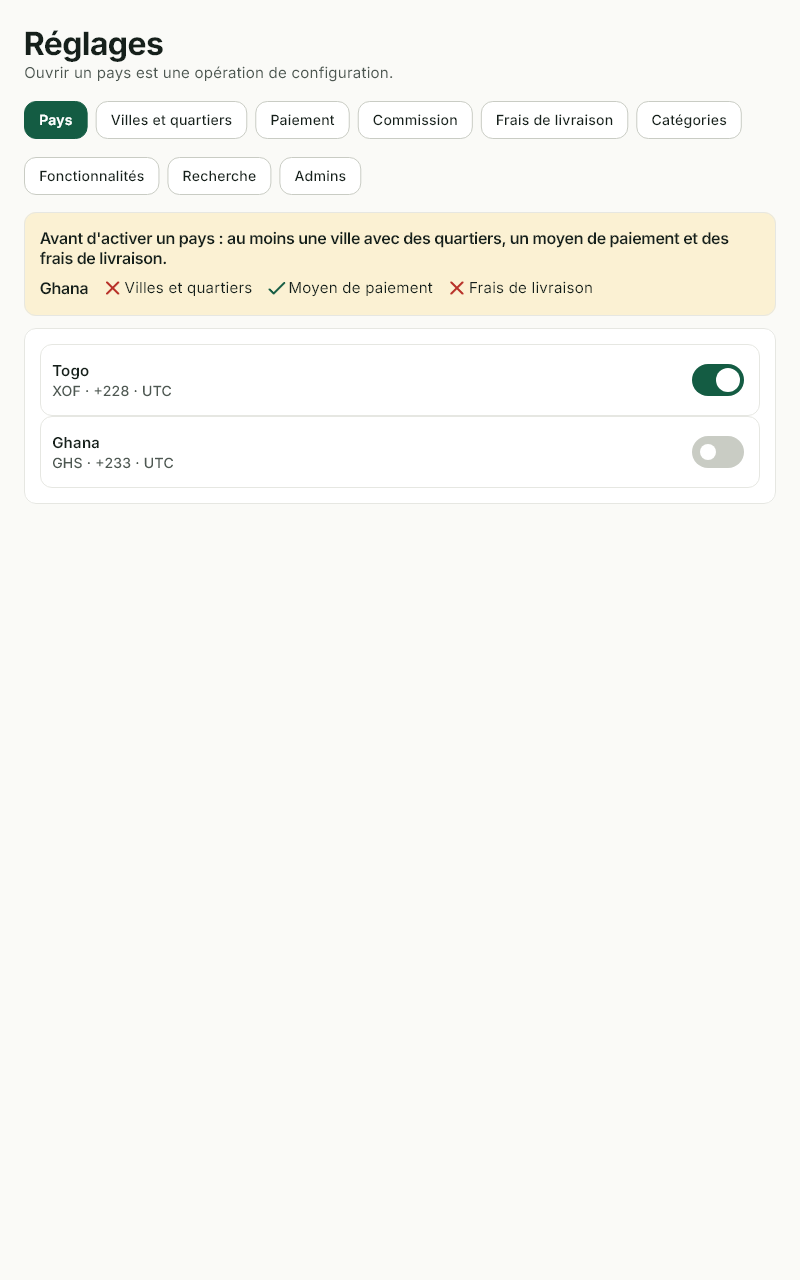 Réglages
Ouvrir un pays est une opération de configuration.
Pays
Villes et quartiers
Paiement
Commission
Frais de livraison
Catégories
Fonctionnalités
Recherche
Admins
Avant d'activer un pays : au moins une ville avec des quartiers, un moyen de paiement et des
frais de livraison.
Ghana Villes et quartiers Moyen de paiement Frais de livraison
Togo
XOF · +228 · UTC
Ghana
GHS · +233 · UTC